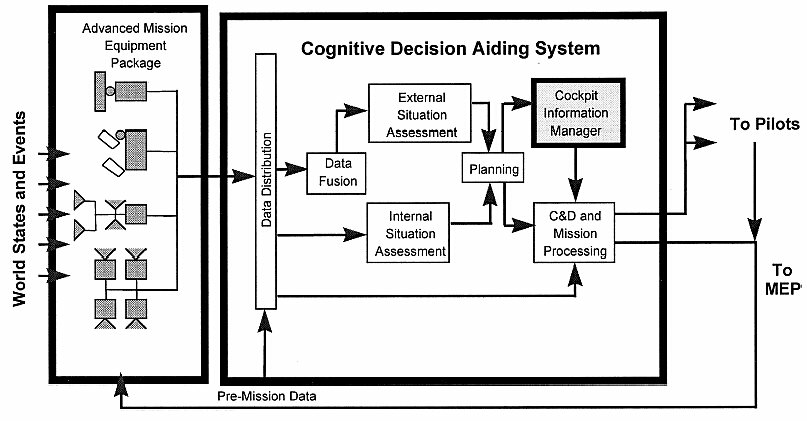 Advanced Mission
Equipment
Package
Cognitive Decision Aiding System
World States and Events
Data Distribution
External
Situation
Assessment
Cockpit
Information
Manager
To Pilots
Data
Fusion
Planning
Internal
Situation
Assessment
C&D and
Mission
Processing
To
MEP
Pre-Mission Data